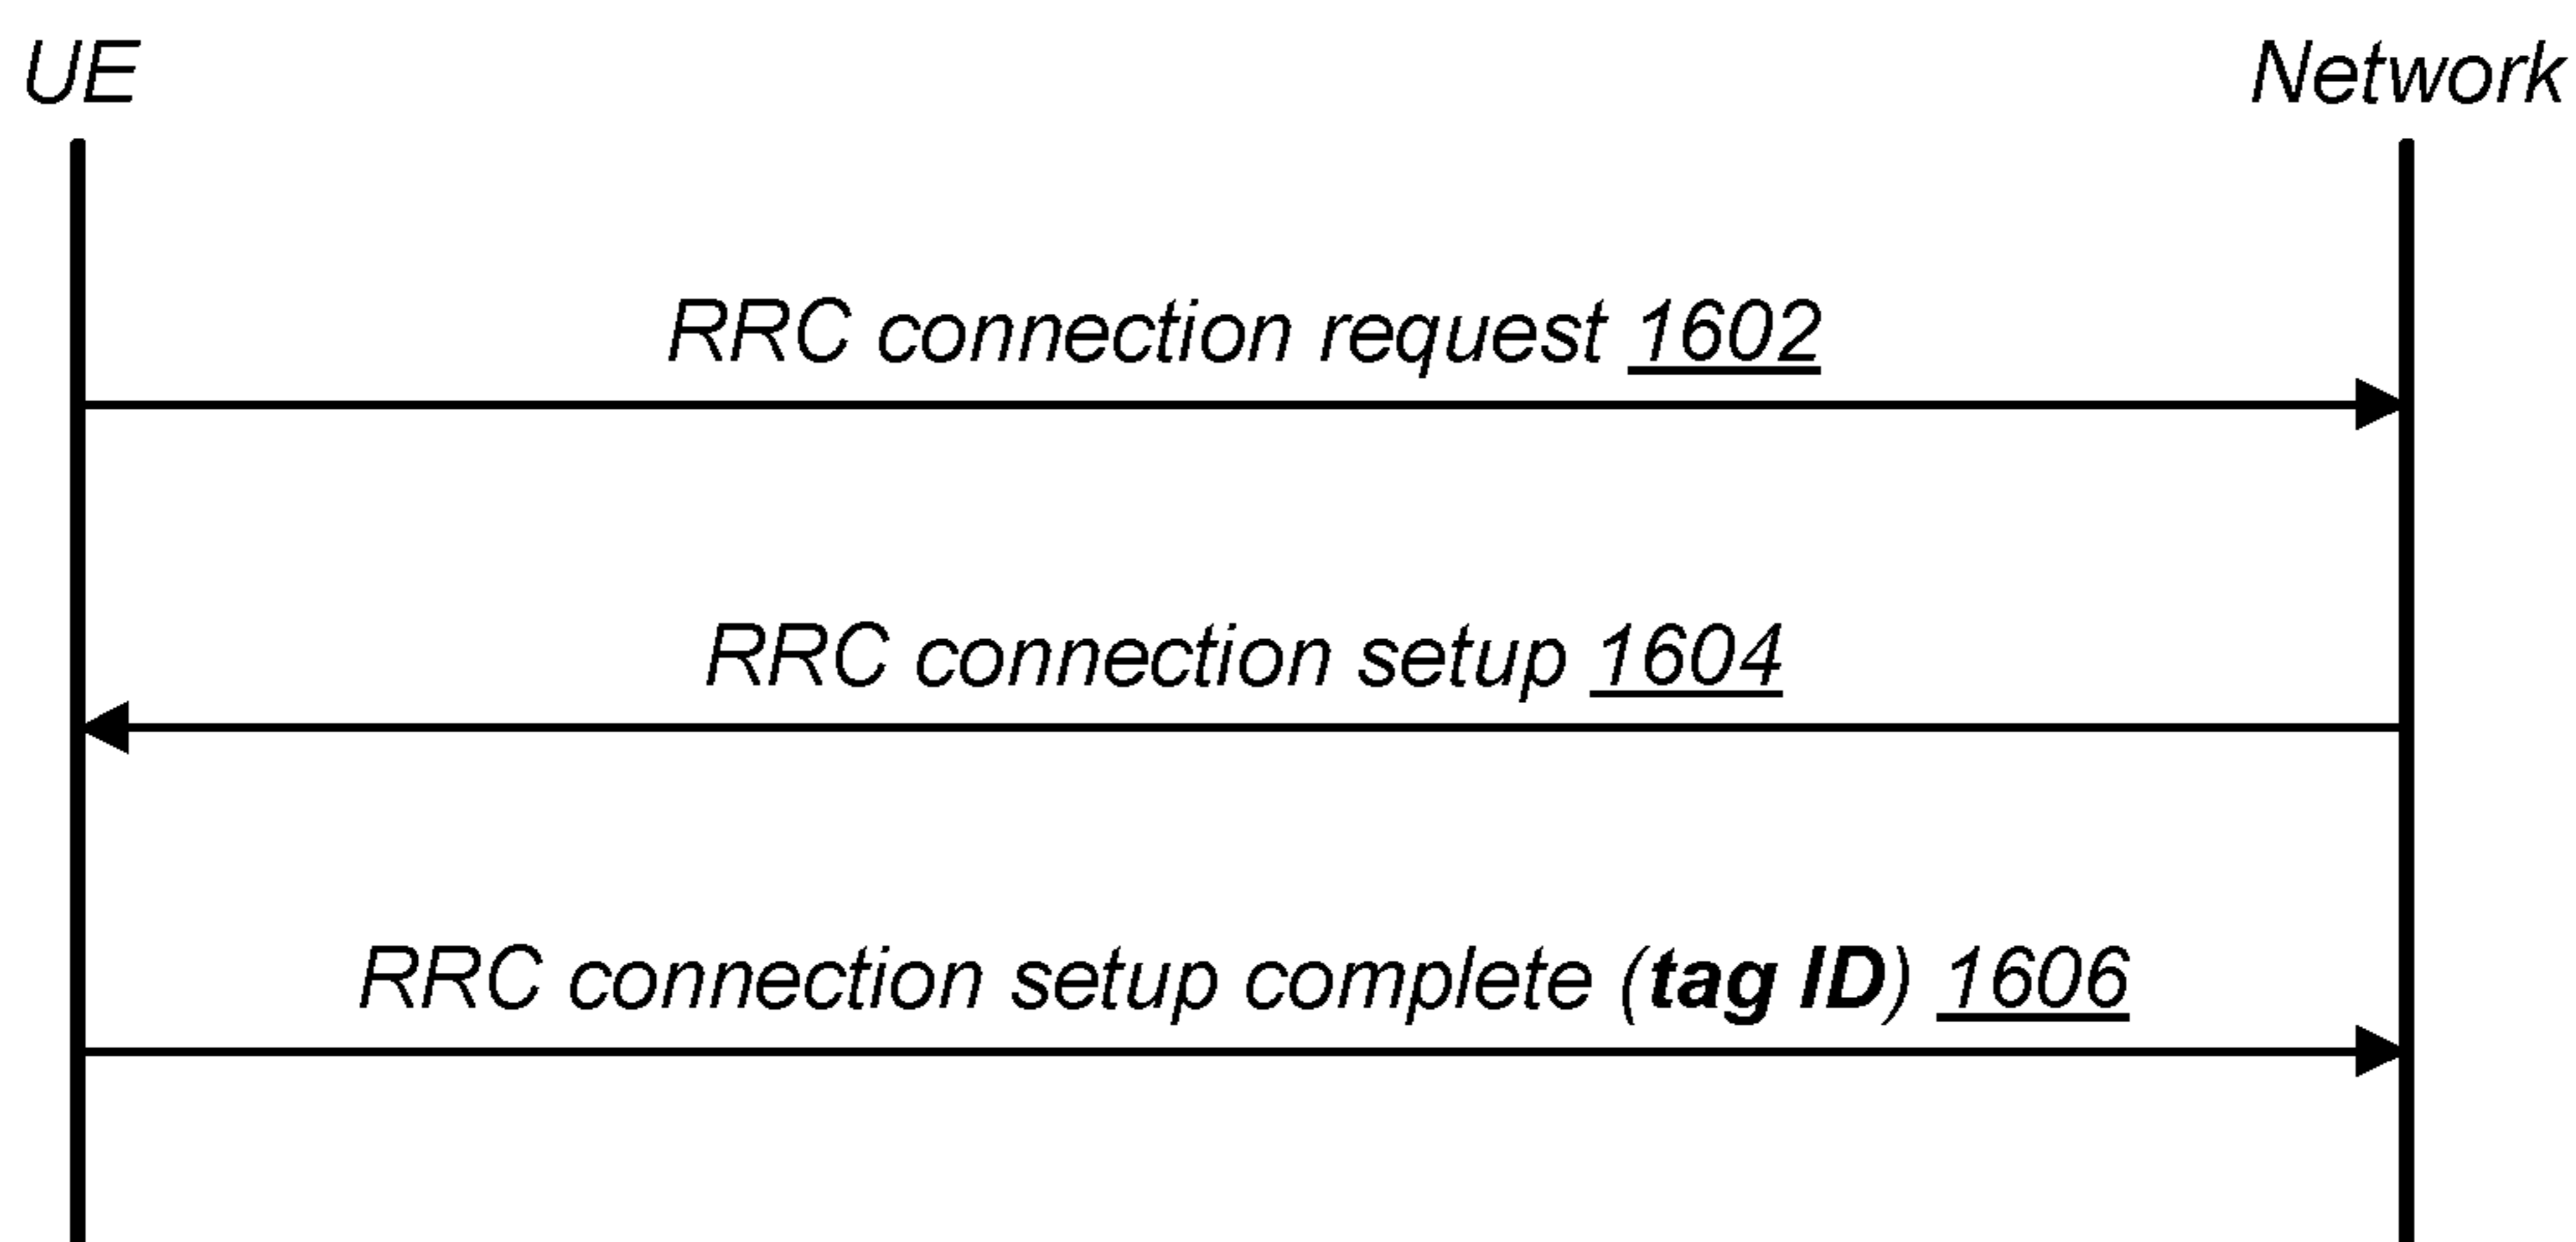 UE Network
RRC connection request 1602
RRC connection setup 1604
RRC connection setup complete (tag ID) 1606